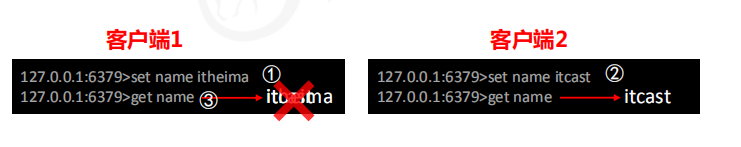 客户端1
127.0.0.1:6379>set name itheima ①
127.0.0.1:6379>get name ③
客户端2
127.0.0.1:6379>set name itcast ②
127.0.0.1:6379>get name itcast